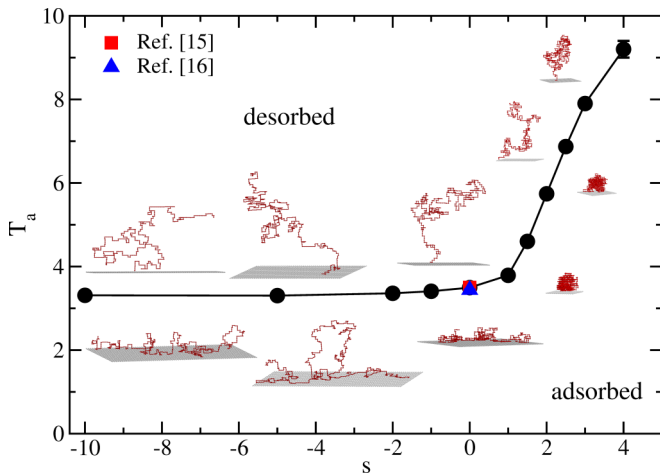 10
Ref. [15]
Ref. [16]
desorbed
8
6
T_a
4
2
adsorbed
0
-10 -8 -6 -4 -2 0 2 4
s